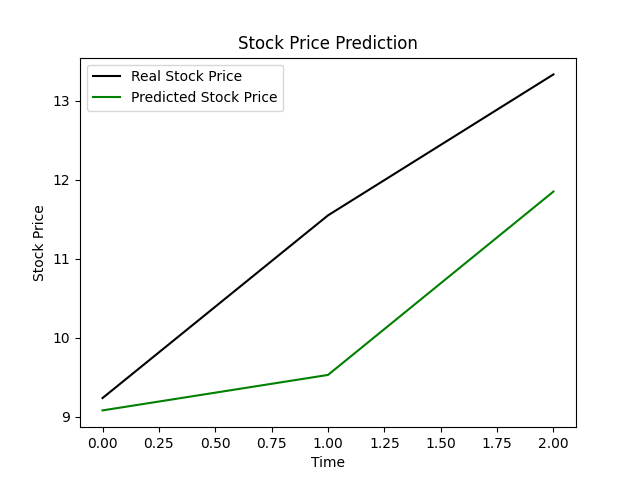 Stock Price Prediction
Real Stock Price
Predicted Stock Price
13
12
11
10
9
Stock Price
0.00 0.25 0.50 0.75 1.00 1.25 1.50 1.75 2.00
Time